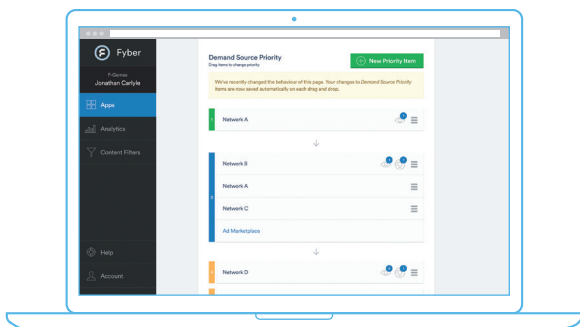 Fyber
F-Games
Jonathan Carlyle
Apps
Analytics
Content Filters
Help
Account
Demand Source Priority
Drag items to change priority
New Priority Item
We've recently changed the behaviour of this page. Your changes to Demand Source Priority
items are now saved automatically on each drag and drop.
Network A
Network B
Network A
Network C
Ad Marketplace
Network D